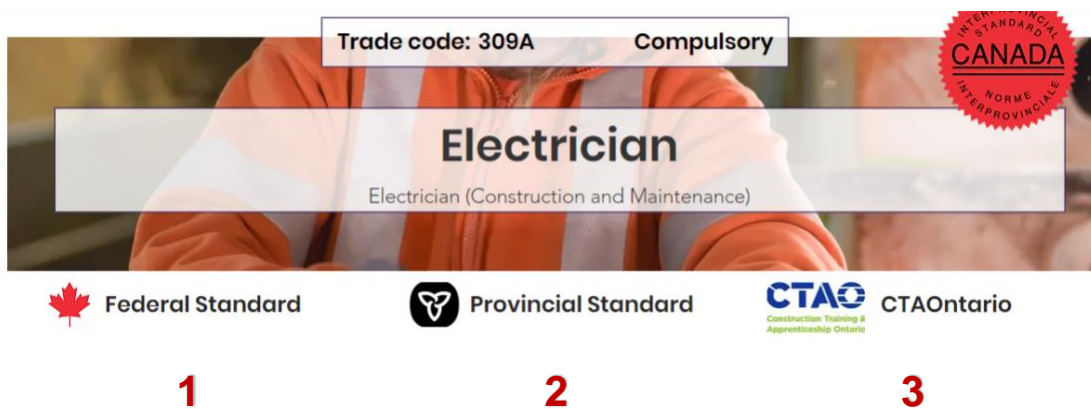 Trade code: 309A Compulsory
INTERPROVINCIAL
STANDARD
CANADA
NORME
INTERPROVINCIALE
Electrician
Electrician (Construction and Maintenance)
Federal Standard
Provincial Standard
CTAO
Construction Training &
Apprenticeship Ontario
CTAOntario
1 2 3